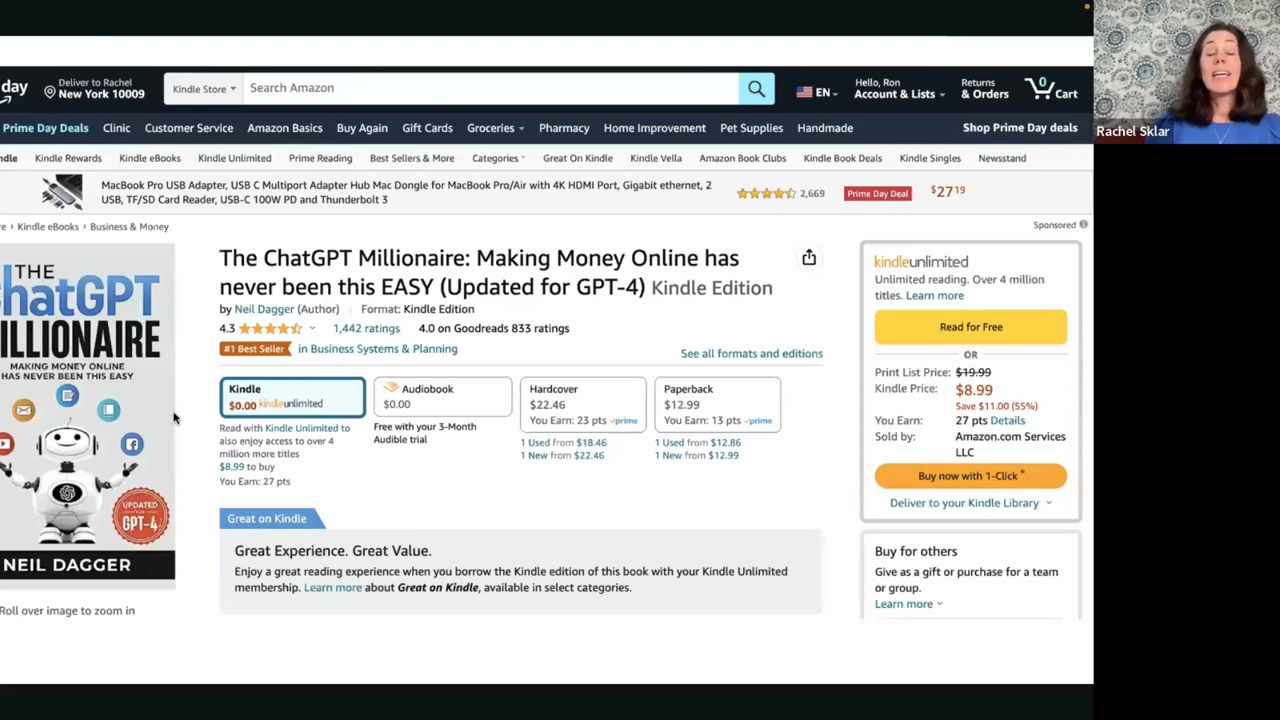 day
Deliver to Rachel
New York 10009
Kindle Store
Search Amazon
EN
Hello, Ron
Account & Lists
Returns
& Orders
0
Cart
Prime Day Deals
Clinic
Customer Service
Amazon Basics
Buy Again
Gift Cards
Groceries
Pharmacy
Home Improvement
Pet Supplies
Handmade
Shop Prime Day deals
ndle
Kindle Rewards
Kindle eBooks
Kindle Unlimited
Prime Reading
Best Sellers & More
Categories
Great On Kindle
Kindle Vella
Amazon Book Clubs
Kindle Book Deals
Kindle Singles
Newsstand
MacBook Pro USB Adapter, USB C Multiport Adapter Hub Mac Dongle for MacBook Pro/Air with 4K HDMI Port, Gigabit ethernet, 2
USB, TF/SD Card Reader, USB-C 100W PD and Thunderbolt 3
2,669
Prime Day Deal
$27 19
Sponsored
e › Kindle eBooks › Business & Money
THE
hatGPT
ILLIONAIRE
MAKING MONEY ONLINE
HAS NEVER BEEN THIS EASY
UPDATED
GPT-4
NEIL DAGGER
Roll over image to zoom in
The ChatGPT Millionaire: Making Money Online has
never been this EASY (Updated for GPT-4) Kindle Edition
by Neil Dagger (Author) Format: Kindle Edition
4.3 1,442 ratings 4.0 on Goodreads 833 ratings
#1 Best Seller in Business Systems & Planning
See all formats and editions
Kindle
$0.00 kindleunlimited
Read with Kindle Unlimited to
also enjoy access to over 4
million more titles
$8.99 to buy
You Earn: 27 pts
Audiobook
$0.00
Free with your 3-Month
Audible trial
Hardcover
$22.46
You Earn: 23 pts prime
1 Used from $18.46
1 New from $22.46
Paperback
$12.99
You Earn: 13 pts prime
1 Used from $12.86
1 New from $12.99
Great on Kindle
Great Experience. Great Value.
Enjoy a great reading experience when you borrow the Kindle edition of this book with your Kindle Unlimited
membership. Learn more about Great on Kindle, available in select categories.
kindleunlimited
Unlimited reading. Over 4 million
titles. Learn more
Read for Free
OR
Print List Price: $19.99
Kindle Price: $8.99
Save $11.00 (55%)
You Earn: 27 pts Details
Sold by: Amazon.com Services
LLC
Buy now with 1-Click ®
Deliver to your Kindle Library
Buy for others
Give as a gift or purchase for a team
or group.
Learn more
Rachel Sklar